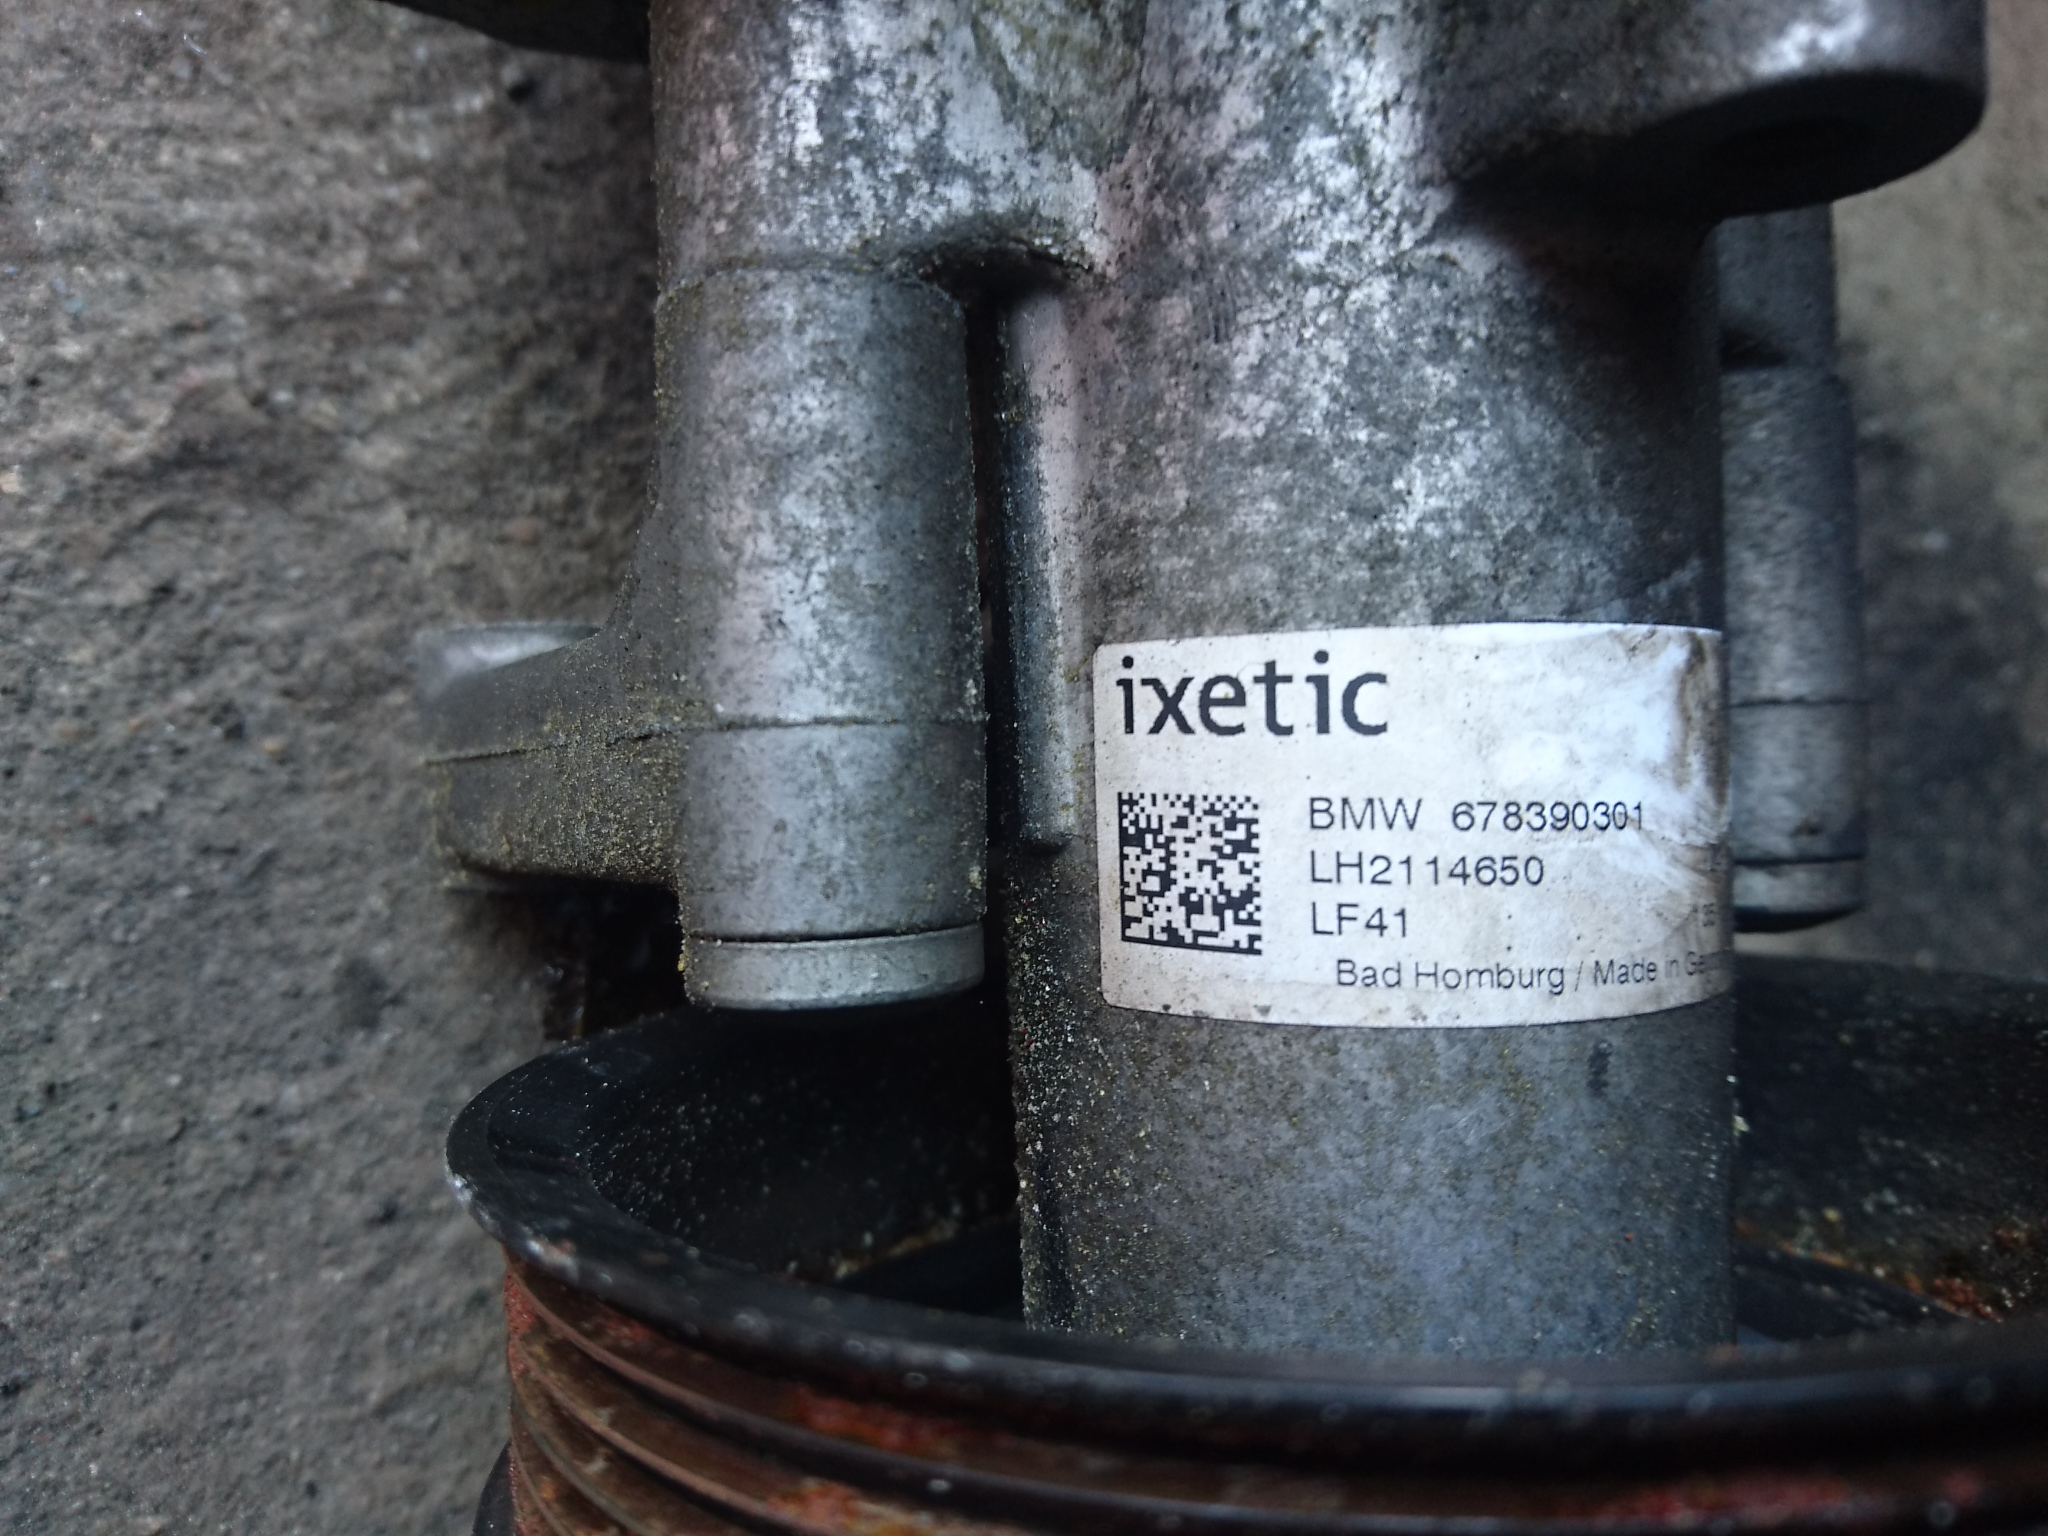 ixetic
BMW 678390301
LH2114650
LF41
Bad Homburg / Made in